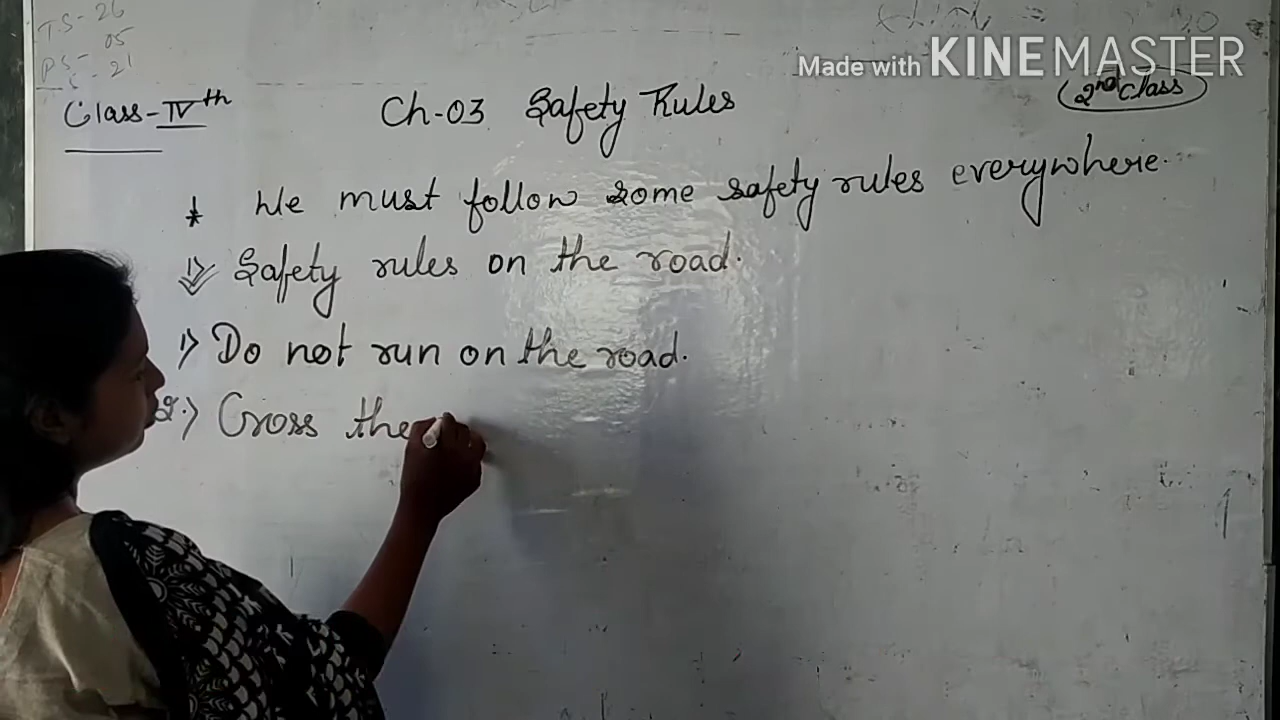 TS-26
05
PS-
S-21
Made with KINEMASTER
Class-IVth
Ch-03 Safety Rules
2nd Class
* We must follow some safety rules everywhere.
1) Safety rules on the road.
1) Do not run on the road.
2.) Cross the